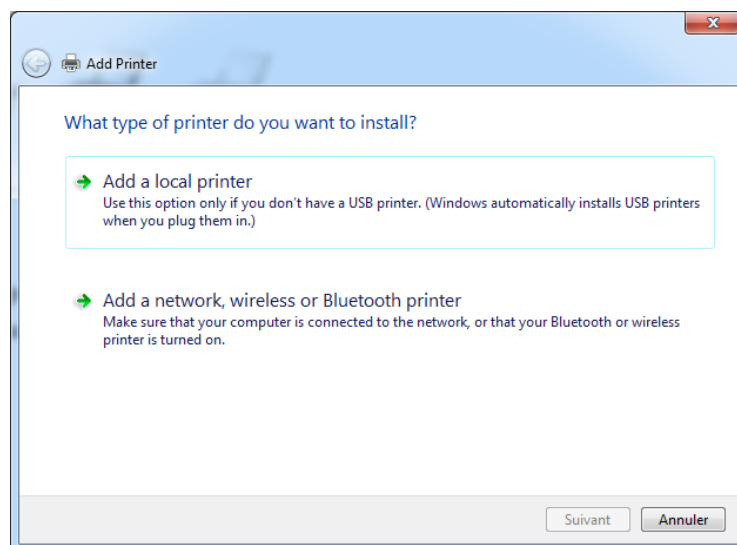 Add Printer
What type of printer do you want to install?
Add a local printer
Use this option only if you don't have a USB printer. (Windows automatically installs USB printers
when you plug them in.)
Add a network, wireless or Bluetooth printer
Make sure that your computer is connected to the network, or that your Bluetooth or wireless
printer is turned on.
Suivant Annuler